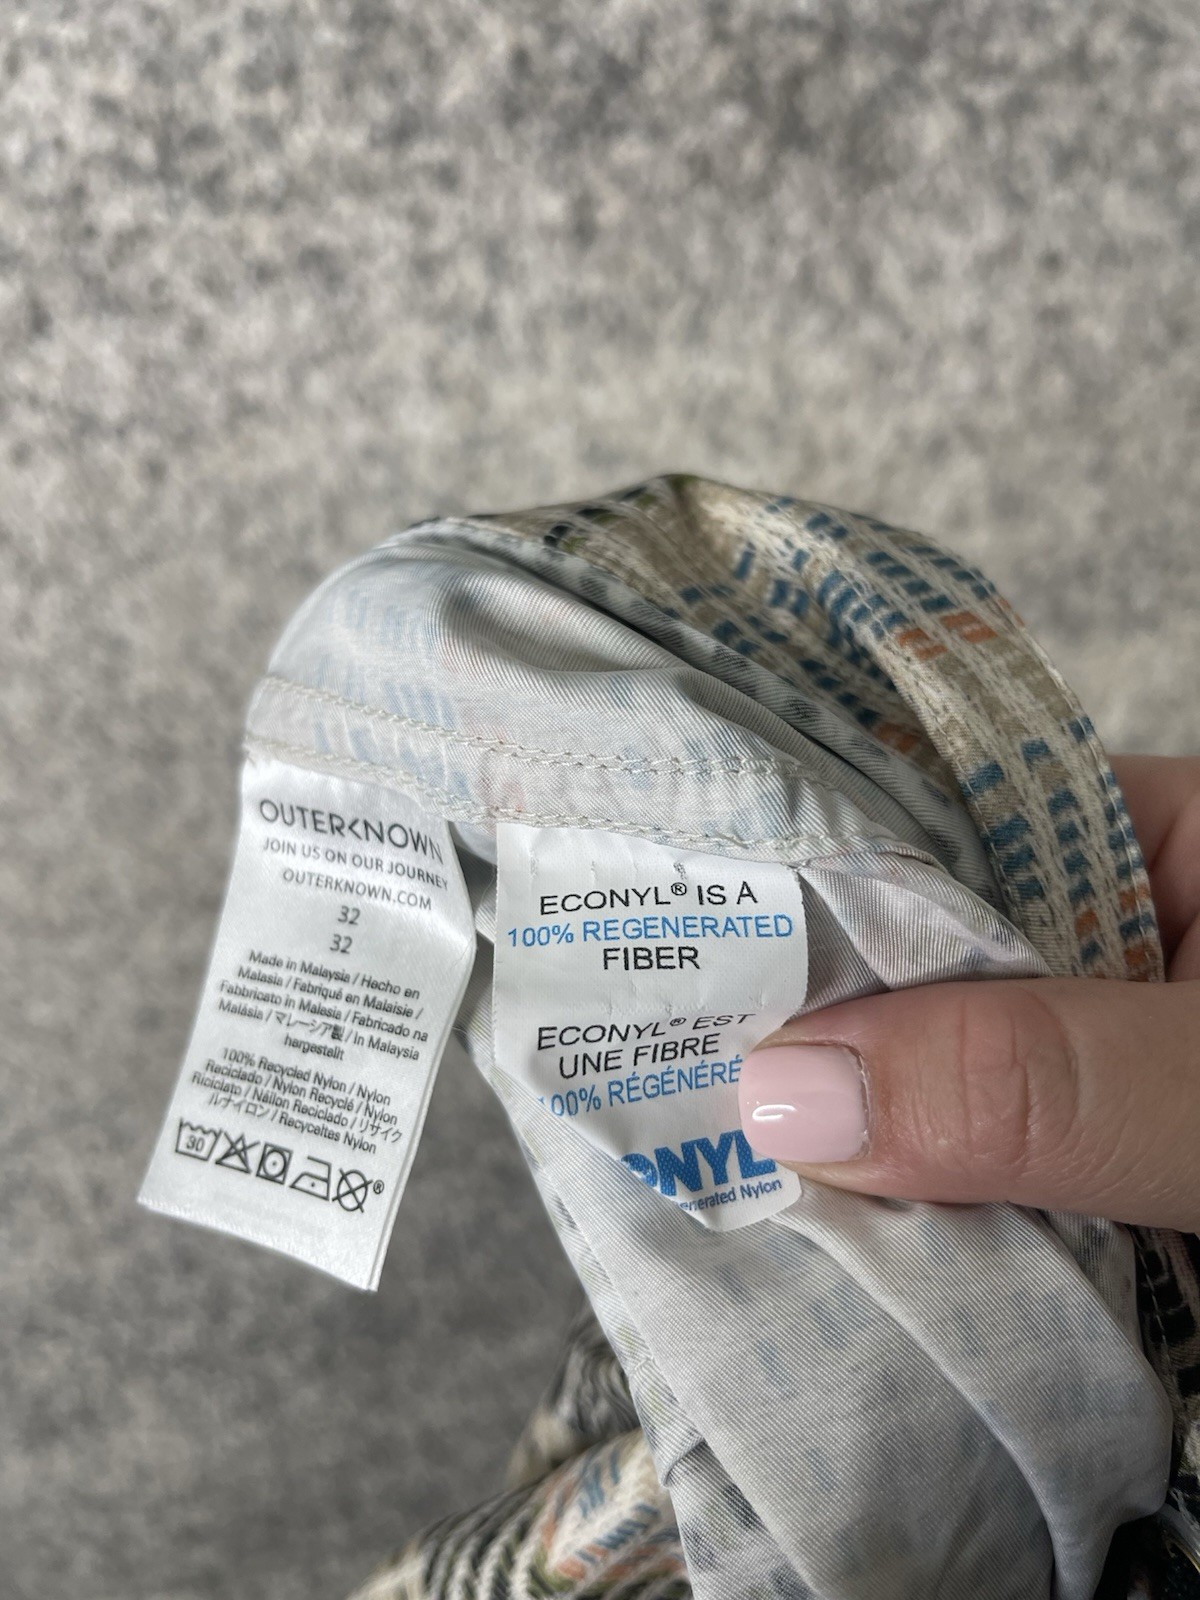 OUTERKNOWN
JOIN US ON OUR JOURNEY
OUTERKNOWN.COM
32
32
Made in Malaysia / Hecho en
Malasia / Fabriqué en Malaisie /
Fabbricato in Malesia / Fabricado na
Malásia / マレーシア製 / In Malaysia
hergestellt
100% Recycled Nylon / Nylon
Reciclado / Nylon Recyclé / Nylon
Riciclato / Náilon Reciclado / リサイク
ルナイロン / Recyceltes Nylon
30
®
ECONYL® IS A
100% REGENERATED
FIBER
ECONYL® EST
UNE FIBRE
100% RÉGÉNÉRÉ
ONYL
enerated Nylon